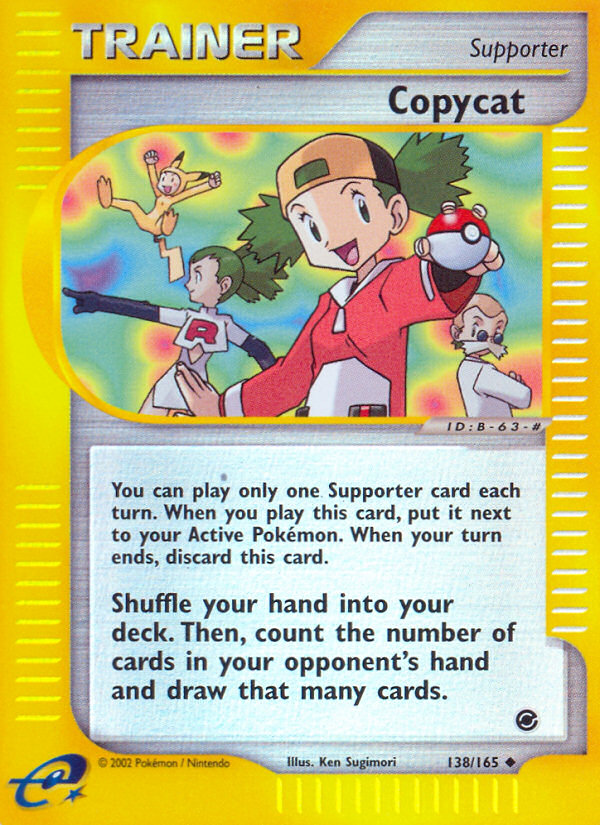 TRAINER
Supporter
Copycat
R
ID:B-63-#
You can play only one Supporter card each
turn. When you play this card, put it next
to your Active Pokémon. When your turn
ends, discard this card.
Shuffle your hand into your
deck. Then, count the number of
cards in your opponent's hand
and draw that many cards.
© 2002 Pokémon / Nintendo
Illus. Ken Sugimori
138/165 ◆
e